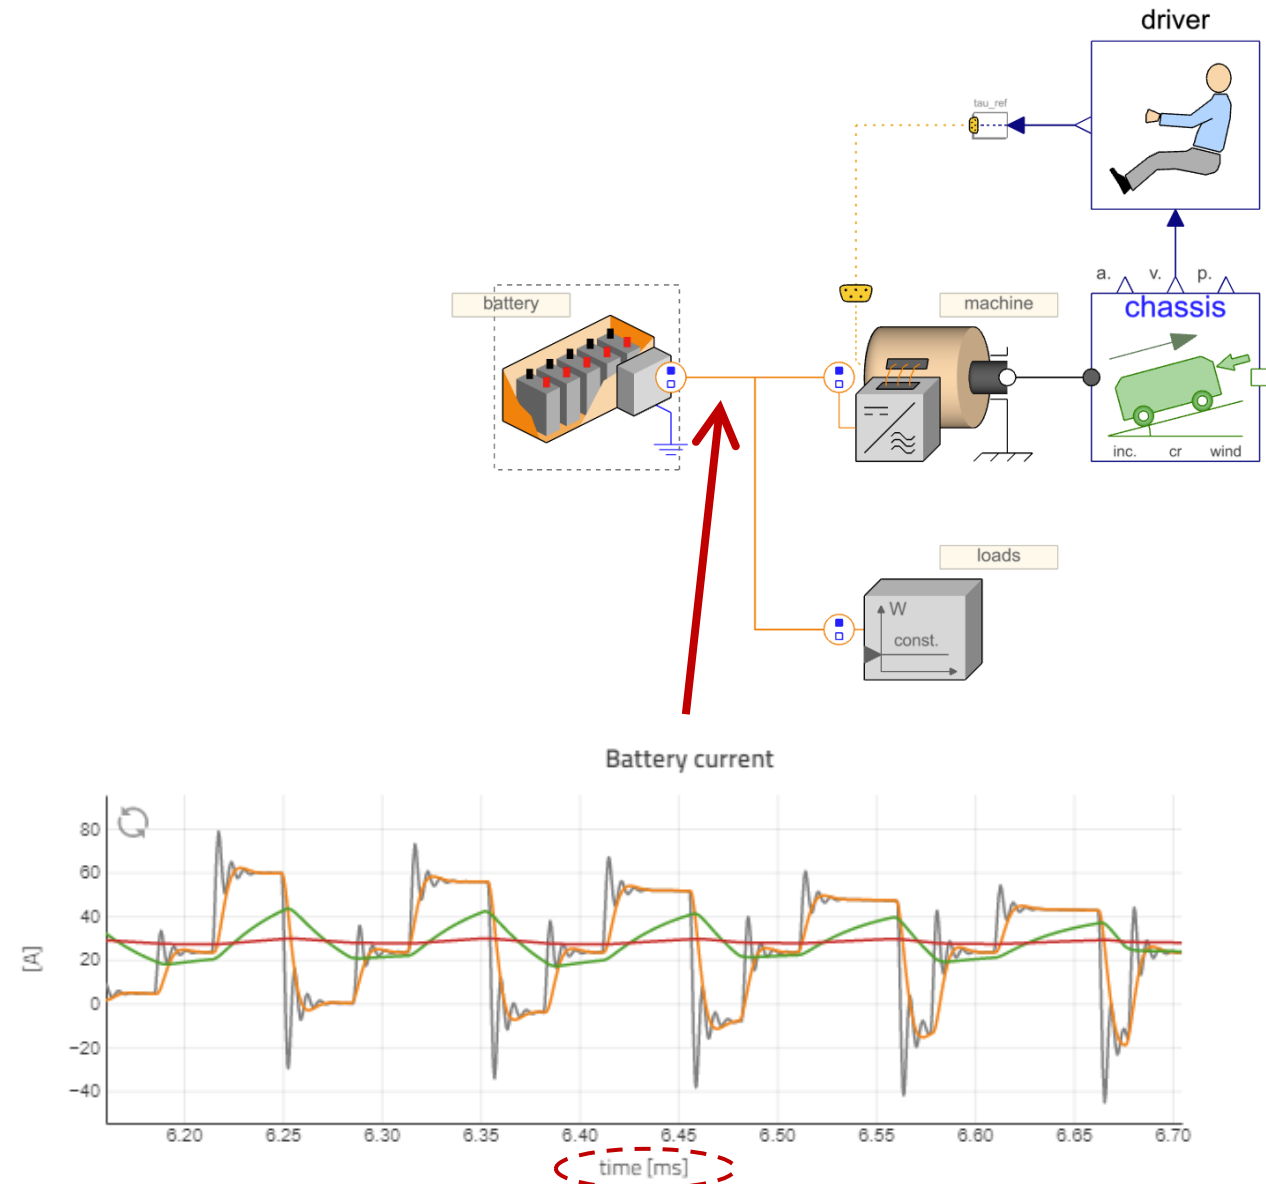 driver
tau_ref
a. v. p.
battery
machine
chassis
inc. cr wind
loads
W
const.
Battery current
[A]
80
60
40
20
0
−20
−40
6.20 6.25 6.30 6.35 6.40 6.45 6.50 6.55 6.60 6.65 6.70
time [ms]